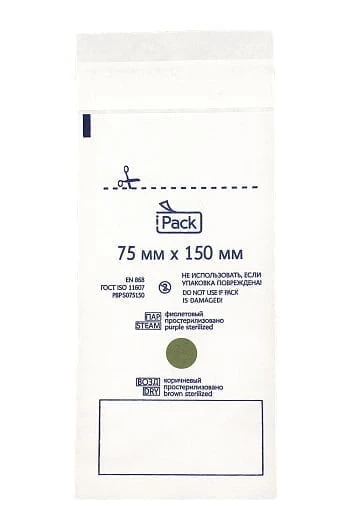 iPack
75 мм x 150 мм
EN 868
ГОСТ ISO 11607
PBP5075150
2
НЕ ИСПОЛЬЗОВАТЬ, ЕСЛИ
УПАКОВКА ПОВРЕЖДЕНА!
DO NOT USE IF PACK
IS DAMAGED!
ПАР фиолетовый
простерилизовано
STEAM purple sterilized
ВОЗД коричневый
простерилизовано
DRY brown sterilized